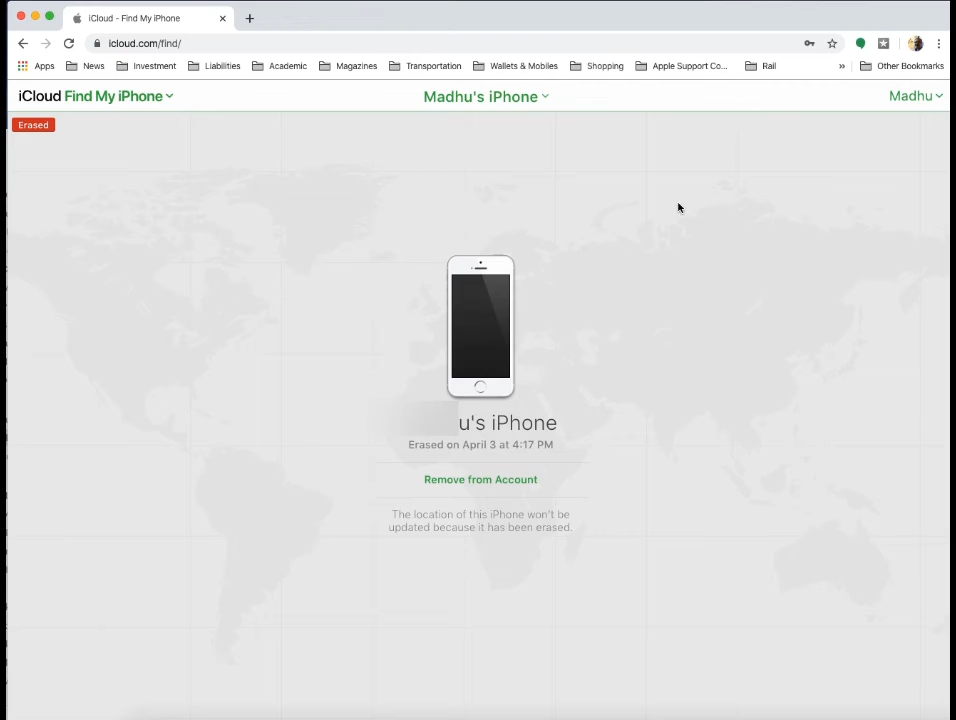 iCloud - Find My iPhone
icloud.com/find/
Apps News Investment Liabilities Academic Magazines Transportation Wallets & Mobiles Shopping Apple Support Co... Rail » Other Bookmarks
iCloud Find My iPhone Madhu's iPhone Madhu
Erased
u's iPhone
Erased on April 3 at 4:17 PM
Remove from Account
The location of this iPhone won't be
updated because it has been erased.